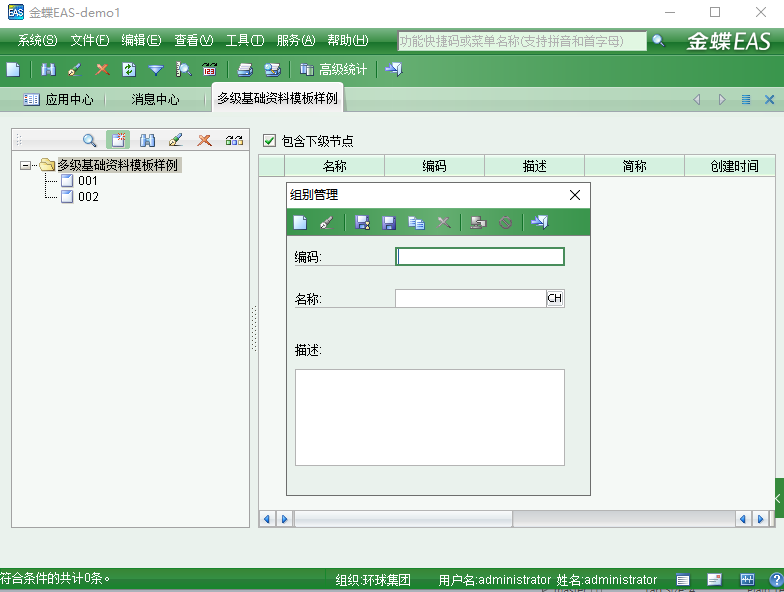 EAS 金蝶EAS-demo1
系统(S) 文件(F) 编辑(E) 查看(V) 工具(T) 服务(A) 帮助(H) 功能快捷码或菜单名称(支持拼音和首字母) 金蝶EAS
123 高级统计
应用中心 消息中心 多级基础资料模板样例
包含下级节点
多级基础资料模板样例
001
002
名称 编码 描述 简称 创建时间
组别管理
编码:
名称: CH
描述:
符合条件的共计0条。 组织:环球集团 用户名:administrator 姓名:administrator